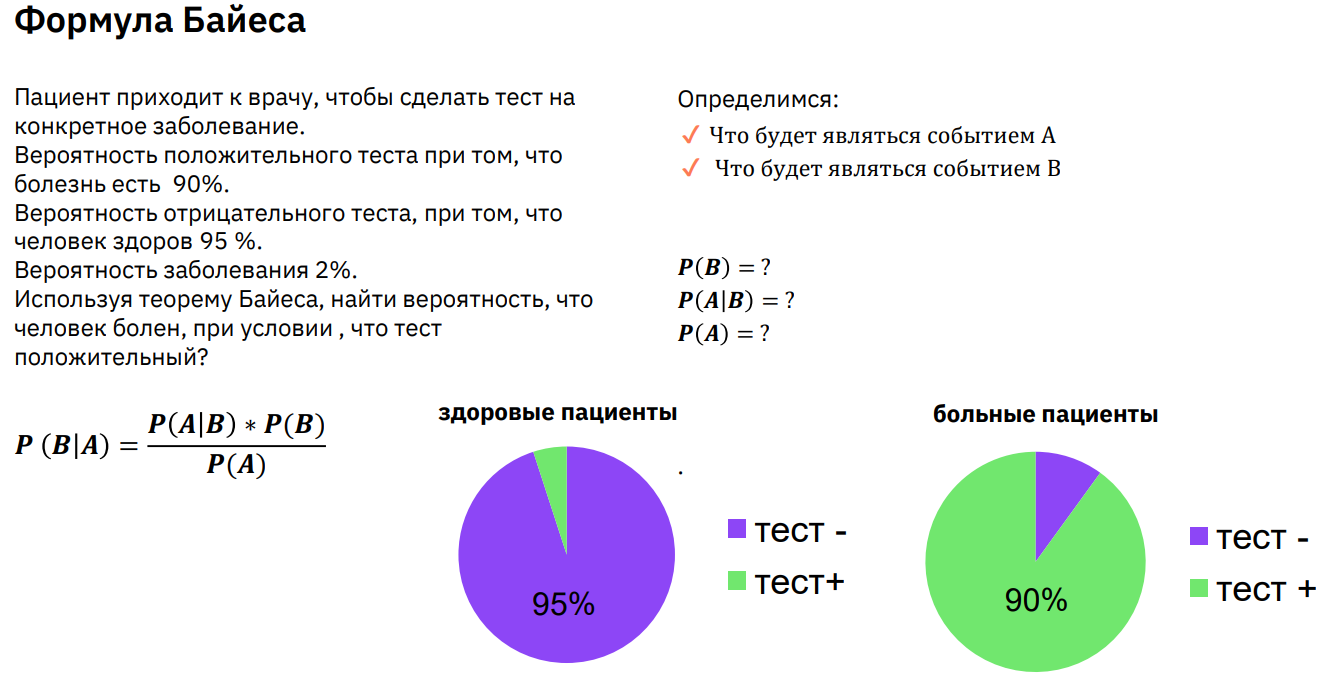 Формула Байеса
Пациент приходит к врачу, чтобы сделать тест на
конкретное заболевание.
Вероятность положительного теста при том, что
болезнь есть  90%.
Вероятность отрицательного теста, при том, что
человек здоров 95 %.
Вероятность заболевания 2%.
Используя теорему Байеса, найти вероятность, что
человек болен, при условии , что тест
положительный?
P (B|A) = P(A|B) ∗ P(B) / P(A)
Определимся:
✓ Что будет являться событием A
✓ Что будет являться событием B
P(B) = ?
P(A|B) = ?
P(A) = ?
здоровые пациенты
95%
.
тест -
тест+
больные пациенты
90%
тест -
тест +